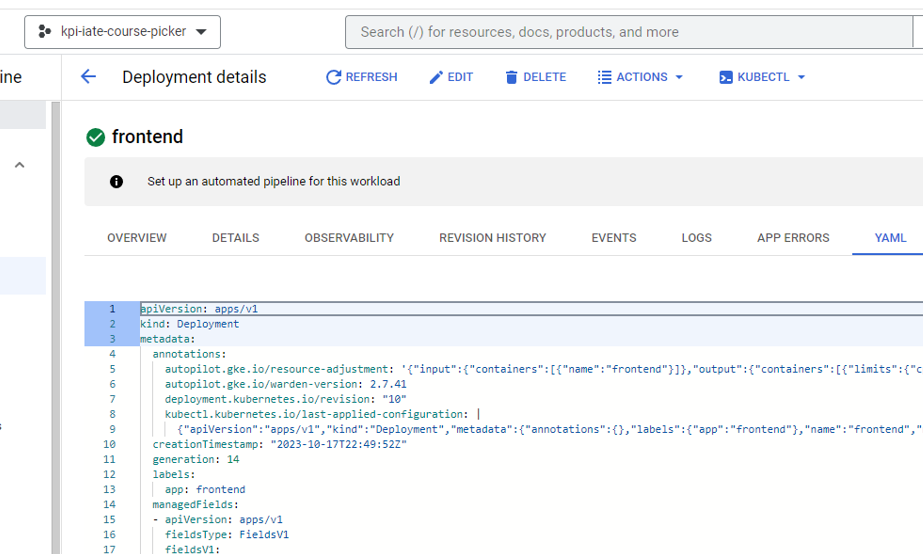 kpi-iate-course-picker
Search (/) for resources, docs, products, and more
ine
Deployment details
REFRESH
EDIT
DELETE
ACTIONS
KUBECTL
frontend
Set up an automated pipeline for this workload
OVERVIEW
DETAILS
OBSERVABILITY
REVISION HISTORY
EVENTS
LOGS
APP ERRORS
YAML
1 apiVersion: apps/v1
2 kind: Deployment
3 metadata:
4 annotations:
5 autopilot.gke.io/resource-adjustment: '{"input":{"containers":[{"name":"frontend"}]},"output":{"containers":[{"limits":{"c
6 autopilot.gke.io/warden-version: 2.7.41
7 deployment.kubernetes.io/revision: "10"
8 kubectl.kubernetes.io/last-applied-configuration: |
9 {"apiVersion":"apps/v1","kind":"Deployment","metadata":{"annotations":{},"labels":{"app":"frontend"},"name":"frontend","
10 creationTimestamp: "2023-10-17T22:49:52Z"
11 generation: 14
12 labels:
13 app: frontend
14 managedFields:
15 - apiVersion: apps/v1
16 fieldsType: FieldsV1
17 fieldsV1: